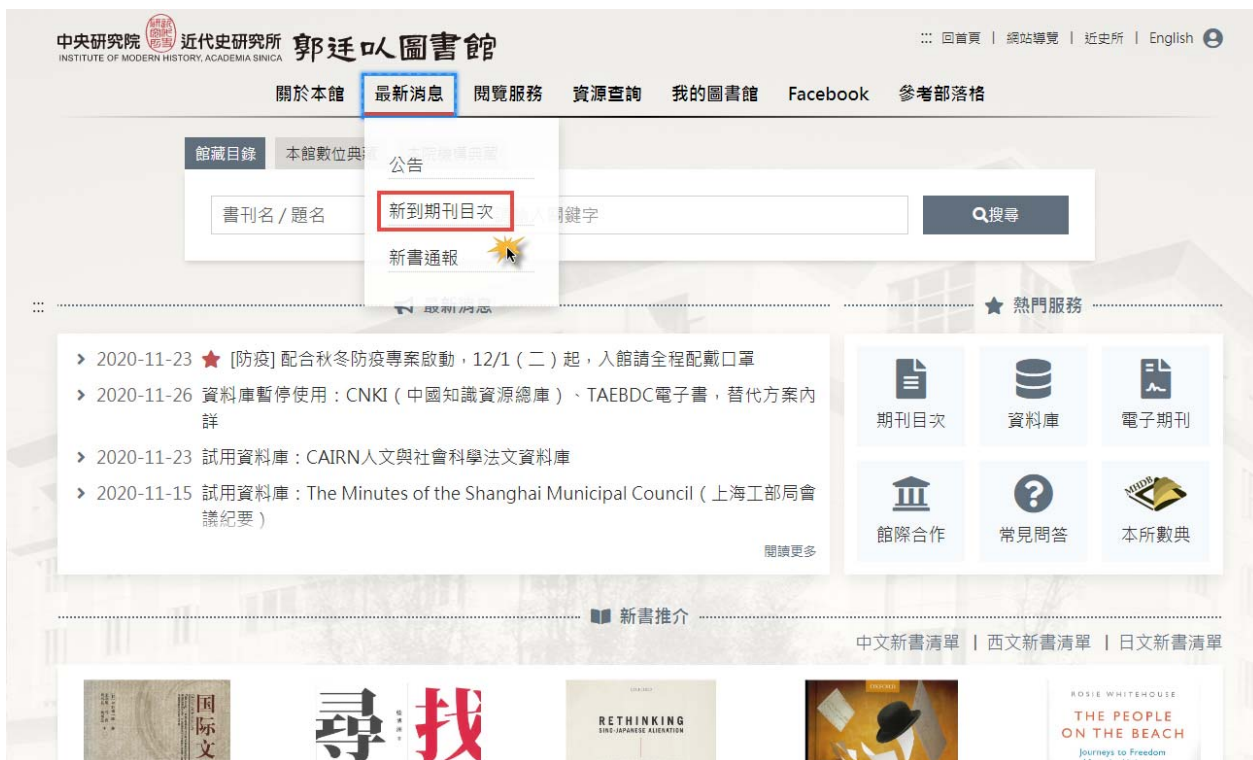 中央研究院 近代史研究所 郭廷以圖書館
INSTITUTE OF MODERN HISTORY, ACADEMIA SINICA
::: 回首頁 | 網站導覽 | 近史所 | English
關於本館 最新消息 閱覽服務 資源查詢 我的圖書館 Facebook 參考部落格
館藏目錄 本館數位典藏
公告
書刊名 / 題名 新到期刊目次 入關鍵字 搜尋
新書通報
::: 最新消息 熱門服務
2020-11-23 ★ [防疫] 配合秋冬防疫專案啟動,12/1(二)起,入館請全程配戴口罩
2020-11-26 資料庫暫停使用:CNKI(中國知識資源總庫)、TAEBDC電子書,替代方案內
詳
2020-11-23 試用資料庫:CAIRN人文與社會科學法文資料庫
2020-11-15 試用資料庫:The Minutes of the Shanghai Municipal Council(上海工部局會
議紀要)
閱讀更多
期刊目次 資料庫 電子期刊
MHDB
館際合作 常見問答 本所數典
新書推介
中文新書清單 | 西文新書清單 | 日文新書清單
国际文
尋找
RETHINKING
SINO-JAPANESE ALIENATION
OXFORD
ROSIE WHITEHOUSE
THE PEOPLE
ON THE BEACH
Journeys to Freedom